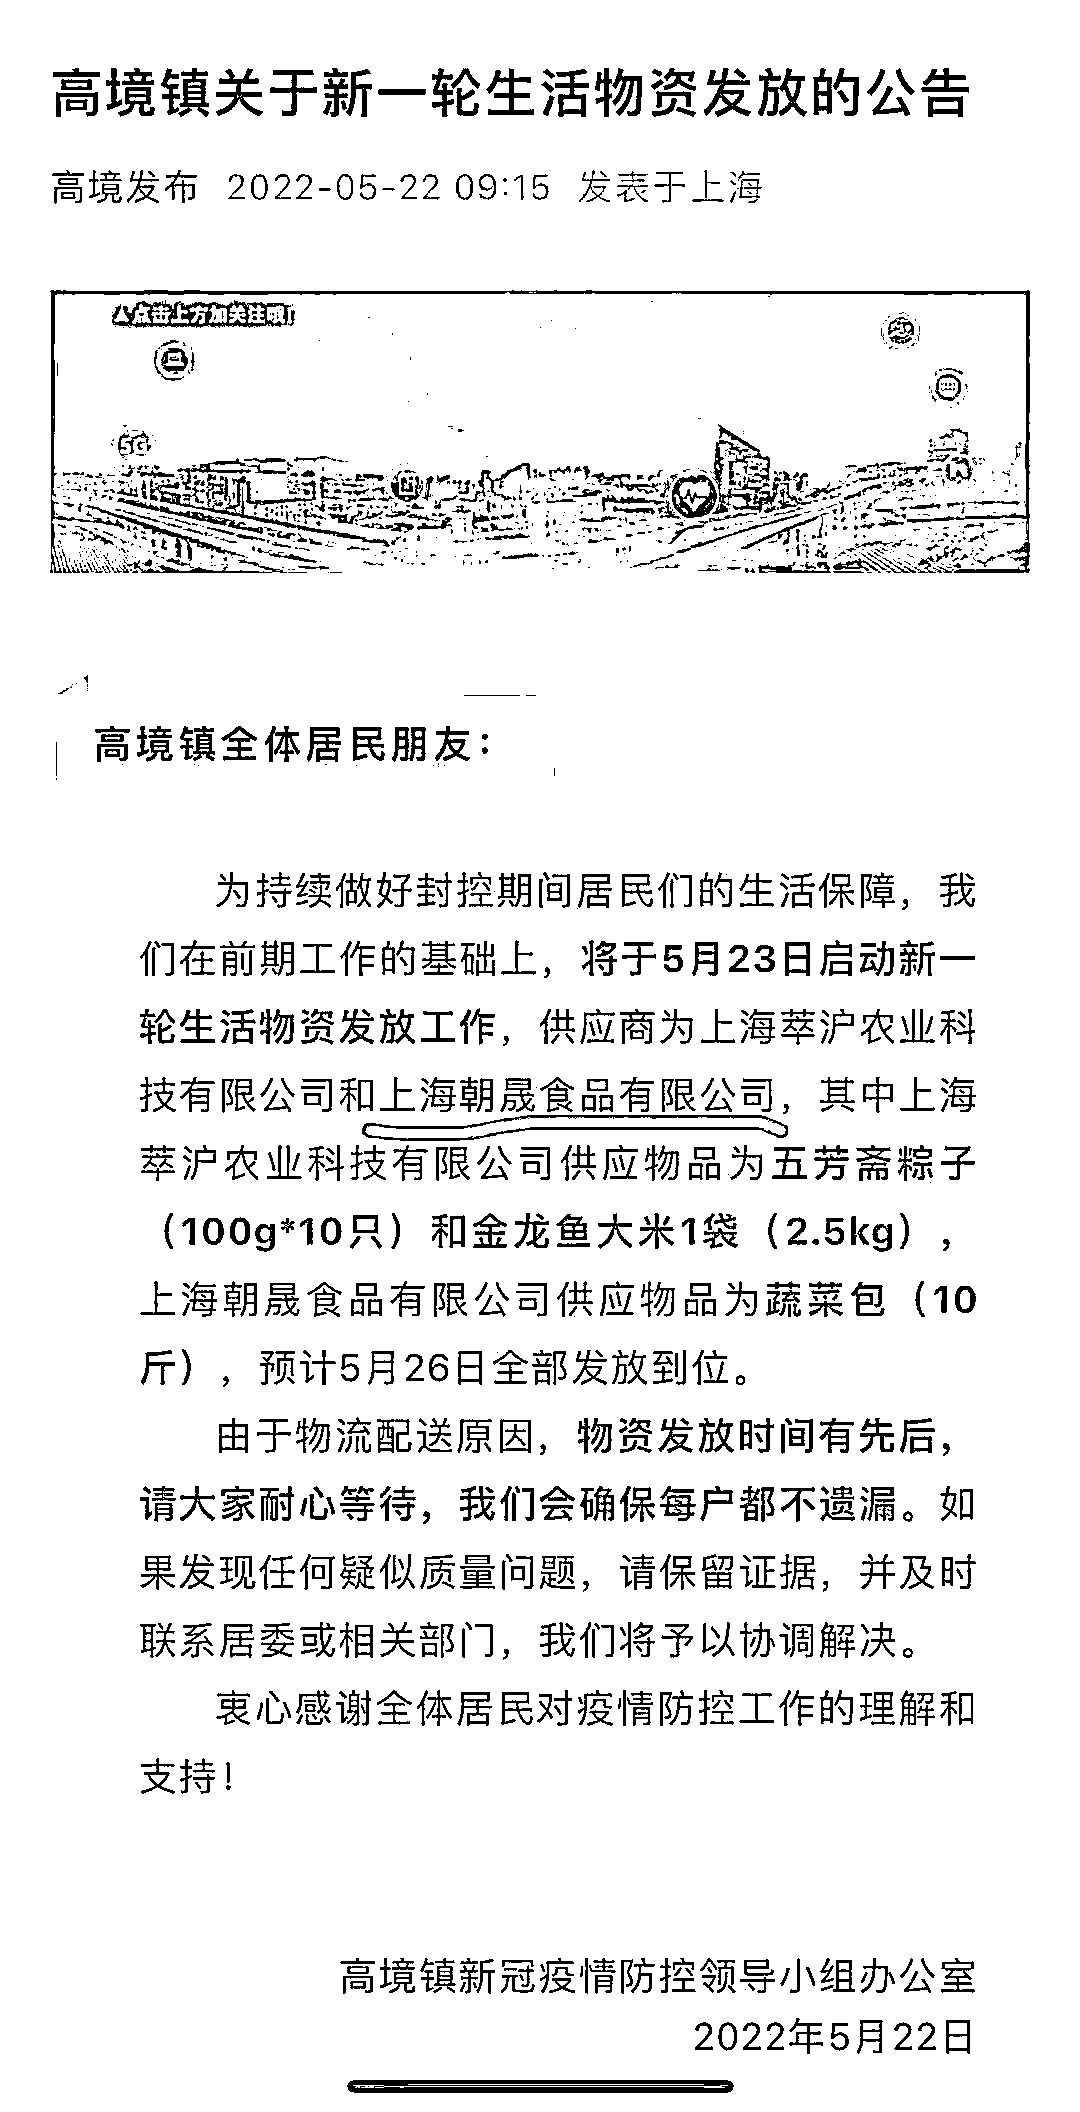 高境镇关于新一轮生活物资发放的公告
高境发布 2022-05-22 09:15 发表于上海
点击上方加关注哦
5G
高境镇全体居民朋友：
为持续做好封控期间居民们的生活保障，我
们在前期工作的基础上，将于5月23日启动新一
轮生活物资发放工作，供应商为上海萃沪农业科
技有限公司和上海朝晟食品有限公司，其中上海
萃沪农业科技有限公司供应物品为五芳斋粽子
（100g*10只）和金龙鱼大米1袋（2.5kg），
上海朝晟食品有限公司供应物品为蔬菜包（10
斤），预计5月26日全部发放到位。
由于物流配送原因，物资发放时间有先后，
请大家耐心等待，我们会确保每户都不遗漏。如
果发现任何疑似质量问题，请保留证据，并及时
联系居委或相关部门，我们将予以协调解决。
衷心感谢全体居民对疫情防控工作的理解和
支持！
高境镇新冠疫情防控领导小组办公室
2022年5月22日